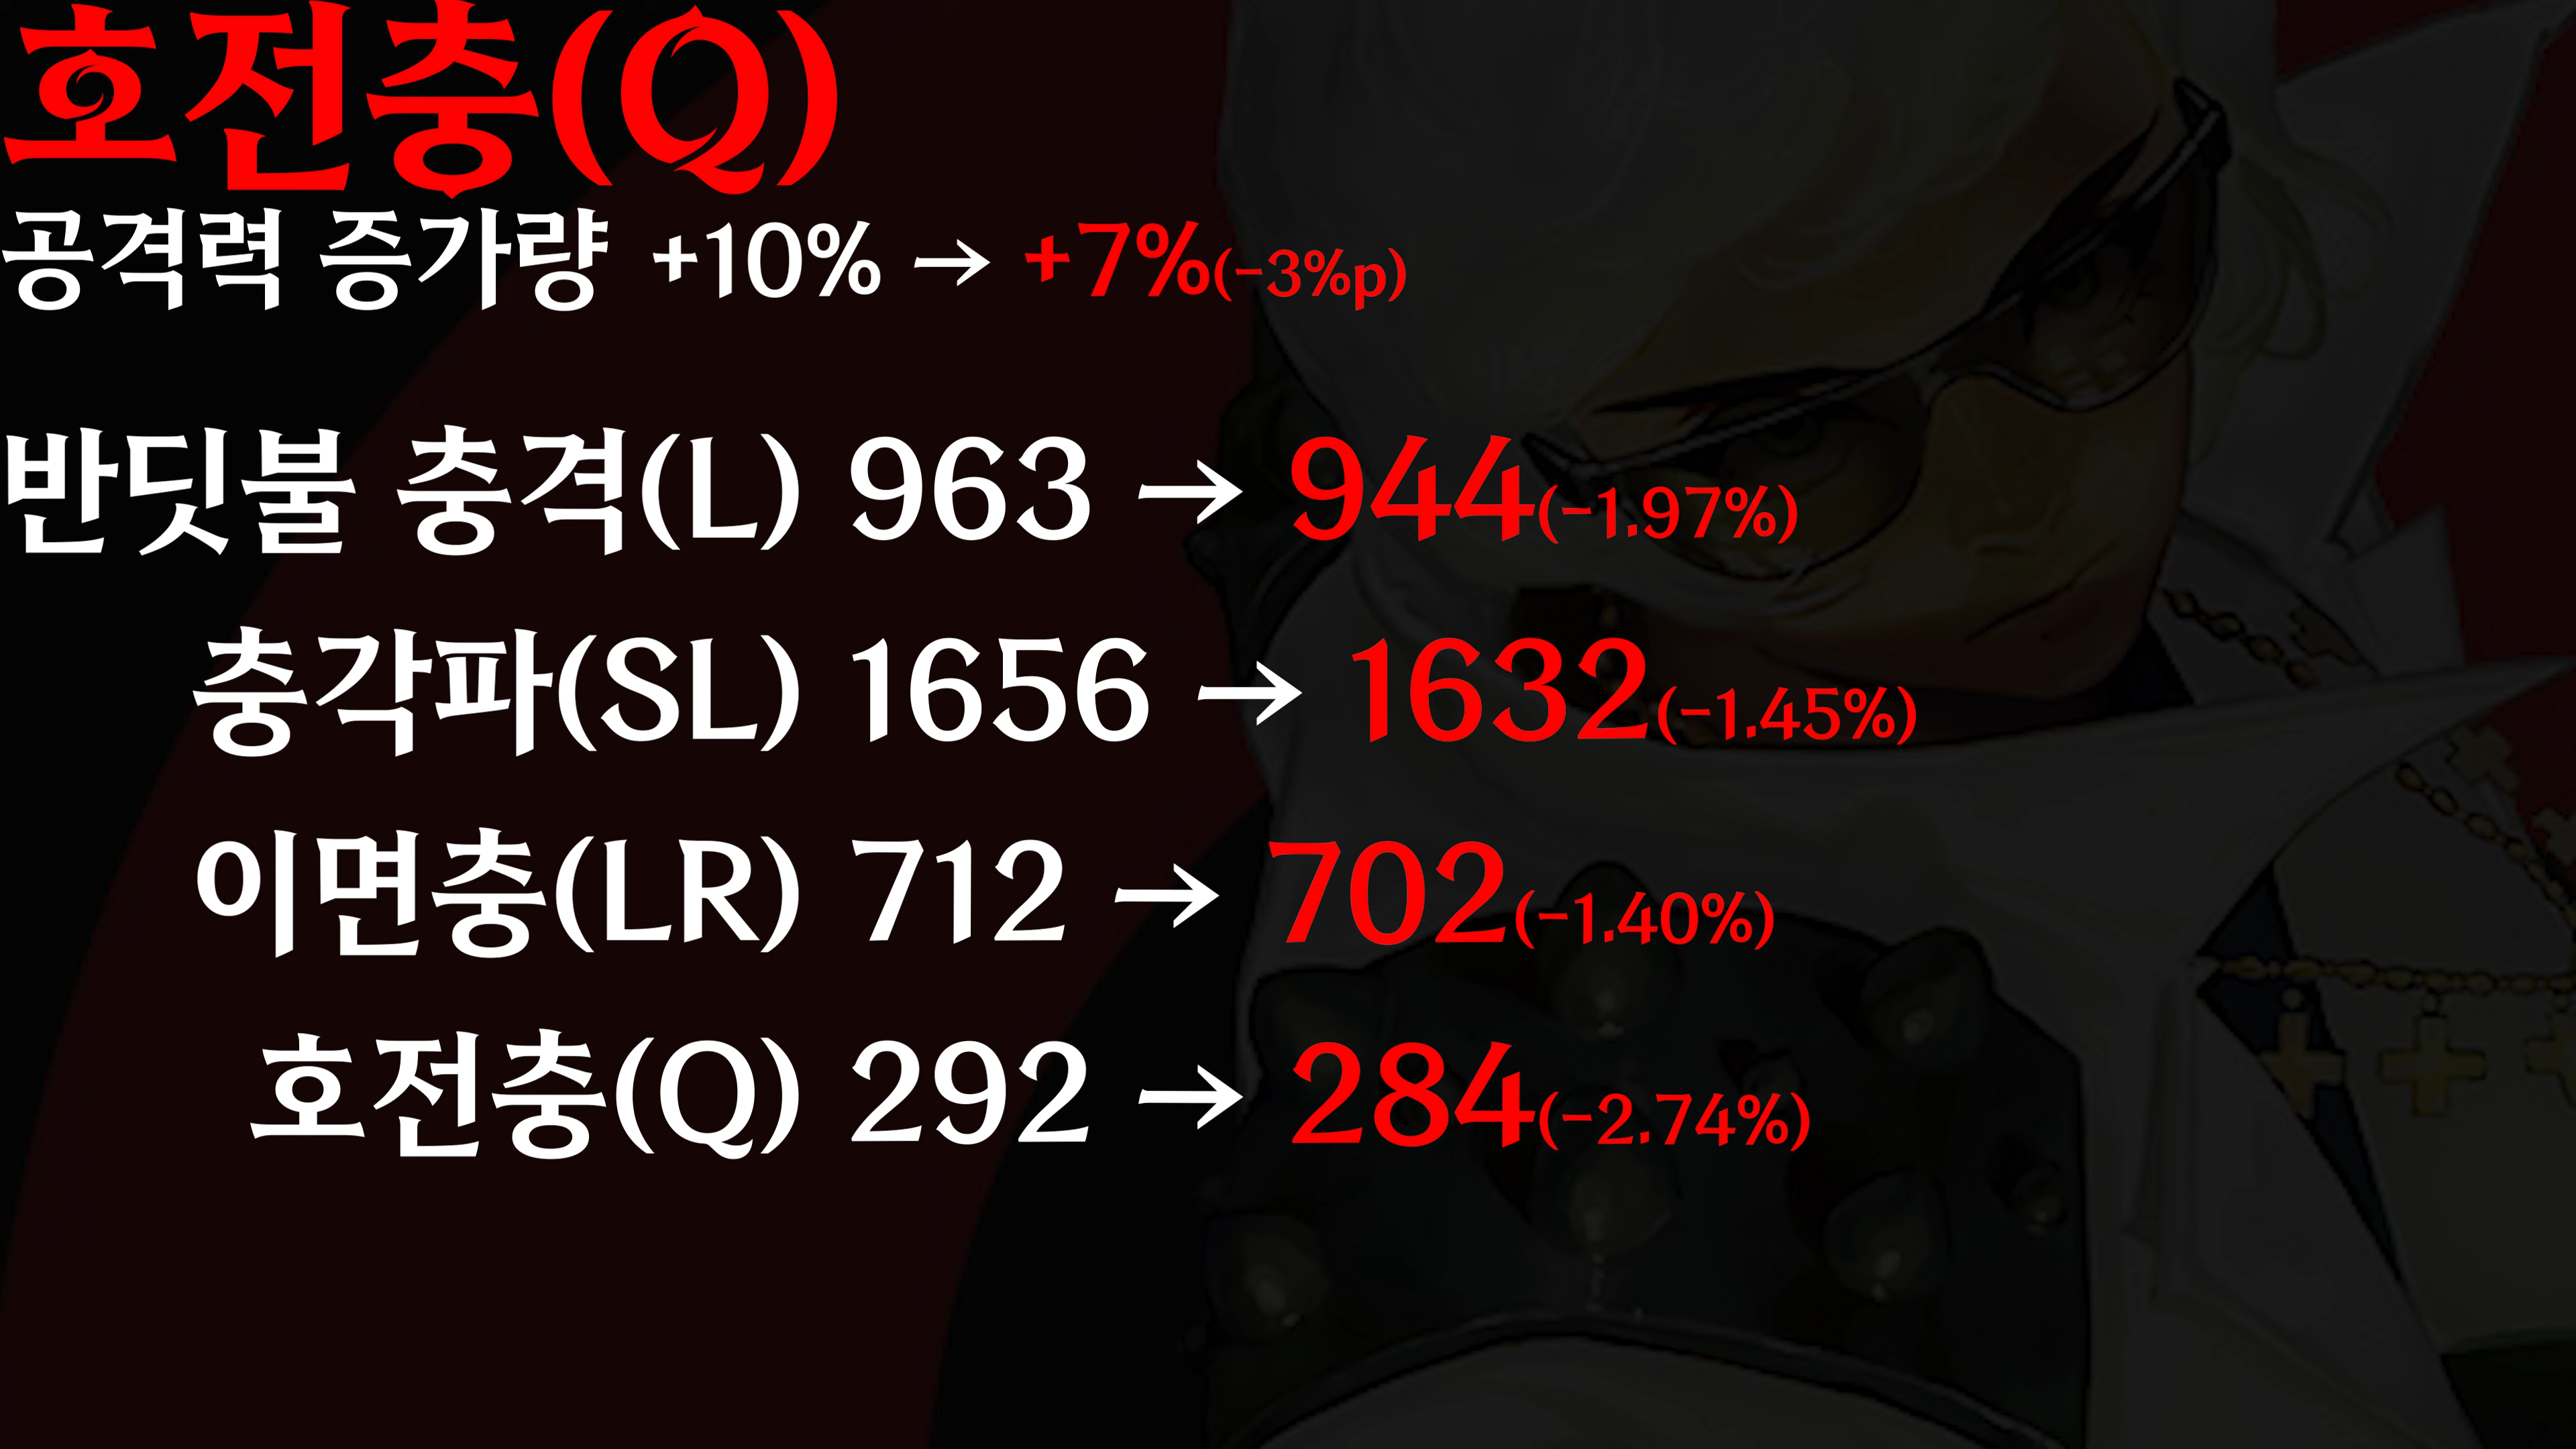 호전충(Q)
공격력 증가량 +10% → +7%(-3%p)
반딧불 충격(L) 963 → 944(-1.97%)
충각파(SL) 1656 → 1632(-1.45%)
이면충(LR) 712 → 702(-1.40%)
호전충(Q) 292 → 284(-2.74%)